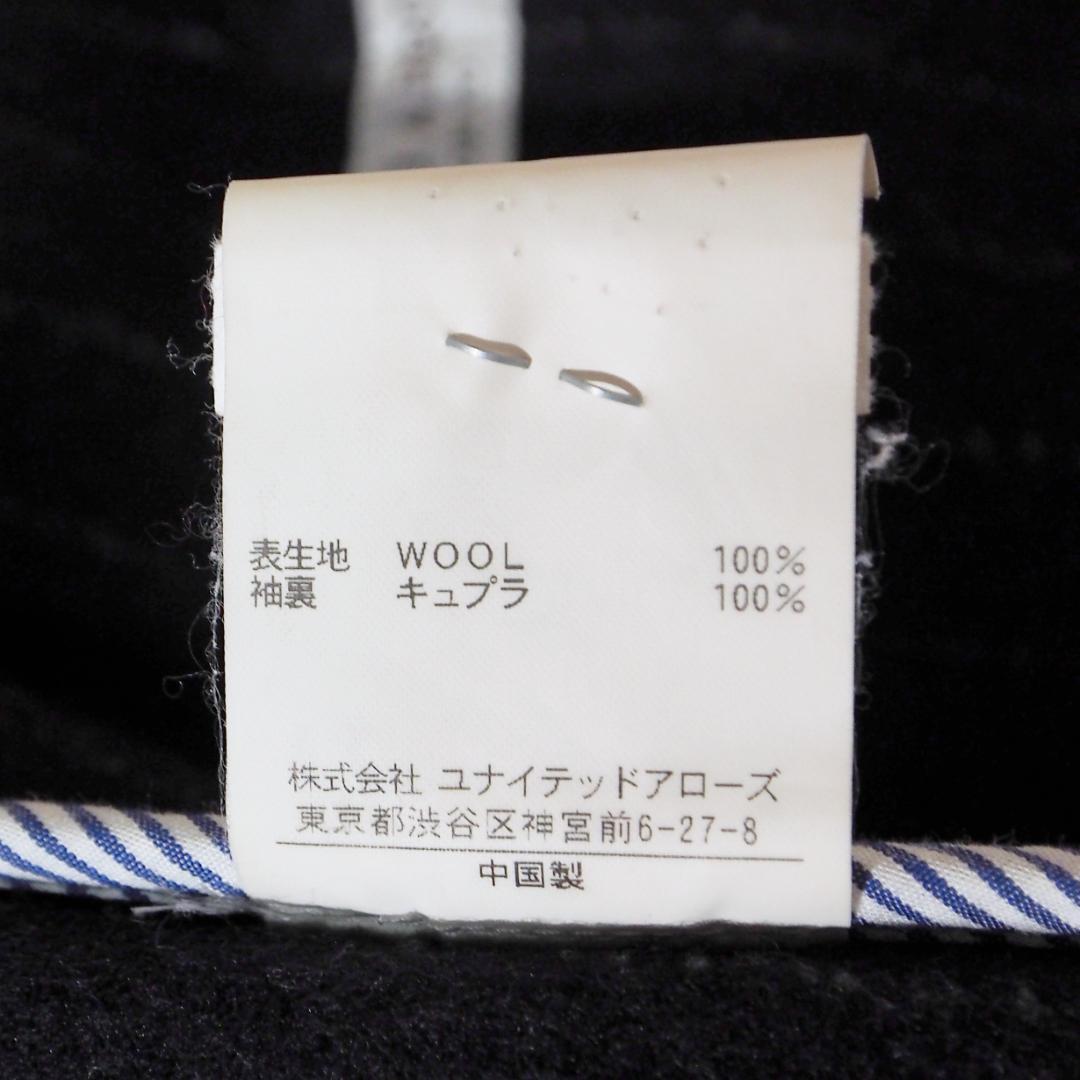 表生地 WOOL 100%
袖裏 キュプラ 100%
株式会社 ユナイテッドアローズ
東京都渋谷区神宮前6-27-8
中国製